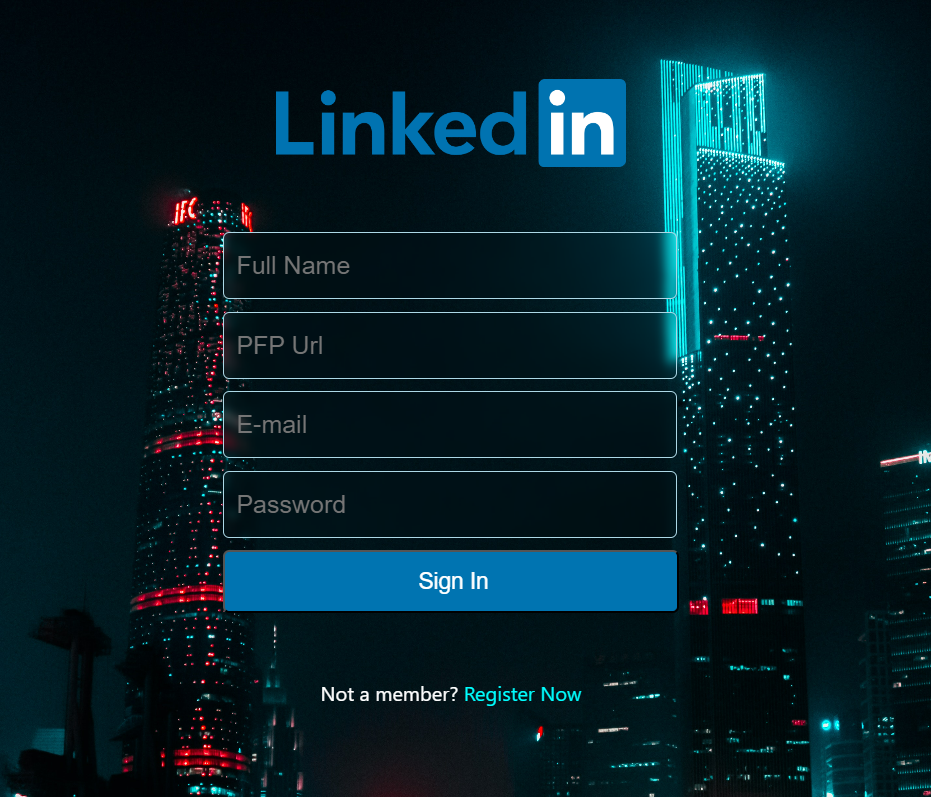 Linkedin
IFC
Full Name
PFP Url
E-mail
Password
Sign In
Not a member? Register Now